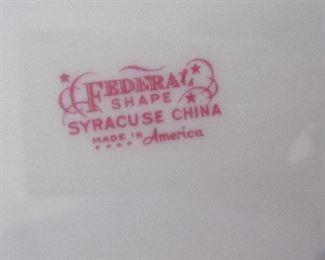 FEDERAL
SHAPE
SYRACUSE CHINA
MADE IN America